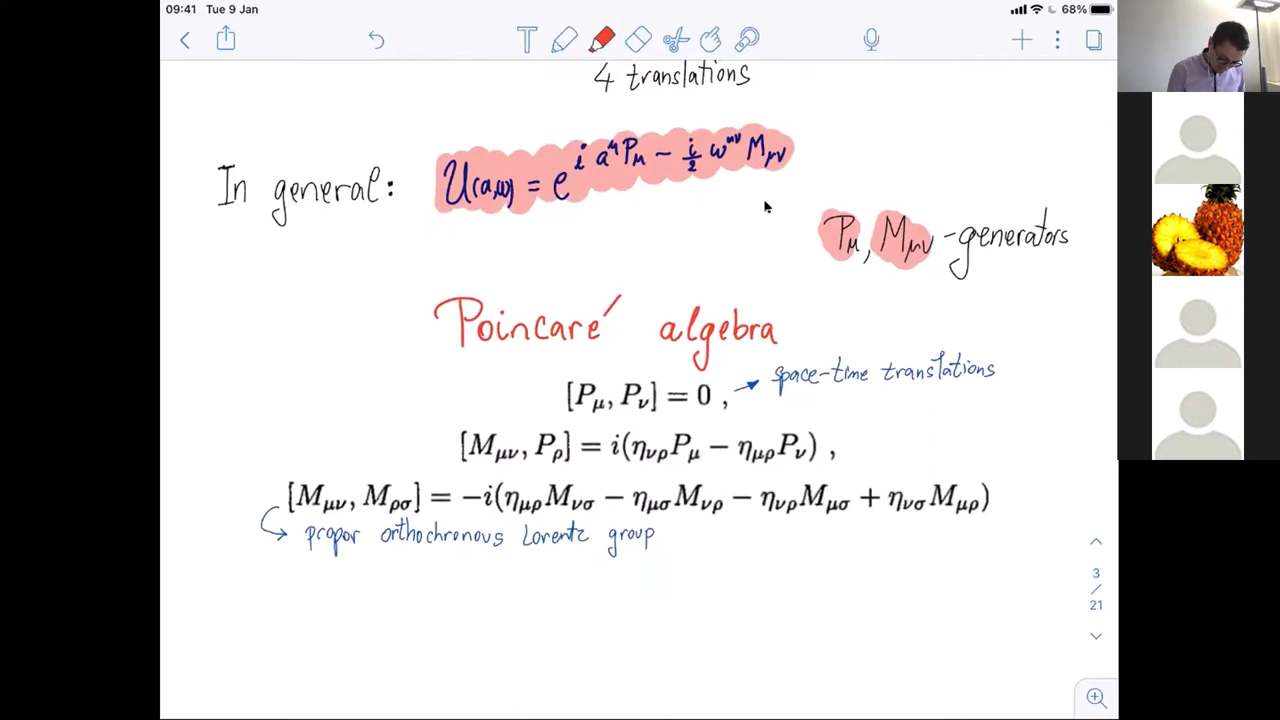 09:41 Tue 9 Jan
68%
4 translations
In general: U(a,ω) = e^{i a^μ P_μ − i/2 ω^{μν} M_{μν}}
P_μ, M_{μν} - generators
Poincaré algebra
[P_μ, P_ν] = 0 , → space-time translations
[M_{μν}, P_ρ] = i(η_{νρ}P_μ − η_{μρ}P_ν) ,
[M_{μν}, M_{ρσ}] = −i(η_{μρ}M_{νσ} − η_{μσ}M_{νρ} − η_{νρ}M_{μσ} + η_{νσ}M_{μρ})
↪ propor orthochronous Lorentz group
3
/
21